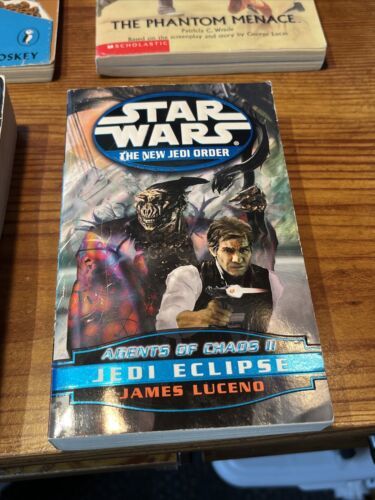 OSKEY
THE PHANTOM MENACE
Patricia C. Wrede
Based on the screenplay and story by George Lucas
SCHOLASTIC
STAR
WARS®
THE NEW JEDI ORDER
AGENTS OF CHAOS II
JEDI ECLIPSE
JAMES LUCENO